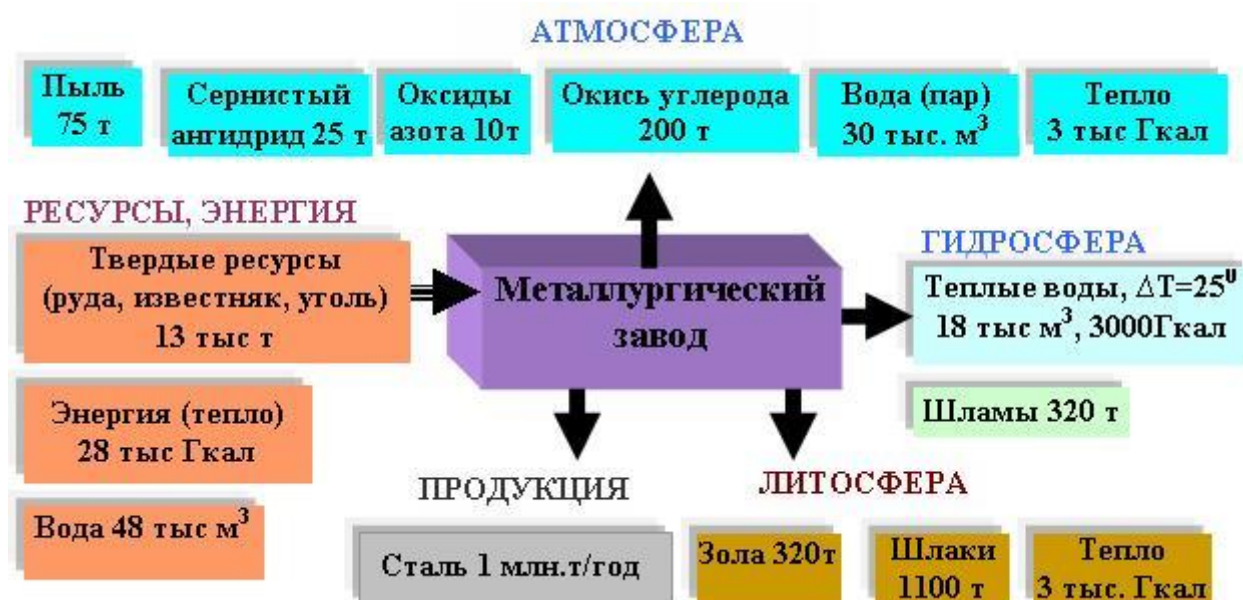 АТМОСФЕРА
Пыль
75 т
Сернистый
ангидрид 25 т
Оксиды
азота 10т
Окись углерода
200 т
Вода (пар)
30 тыс. м³
Тепло
3 тыс Гкал
РЕСУРСЫ, ЭНЕРГИЯ
Твердые ресурсы
(руда, известняк, уголь)
13 тыс т
Энергия (тепло)
28 тыс Гкал
Вода 48 тыс м³
Металлургический
завод
ГИДРОСФЕРА
Теплые воды, ΔT=25⁰
18 тыс м³, 3000Гкал
Шламы 320 т
ПРОДУКЦИЯ
Сталь 1 млн.т/год
ЛИТОСФЕРА
Зола 320т
Шлаки
1100 т
Тепло
3 тыс. Гкал